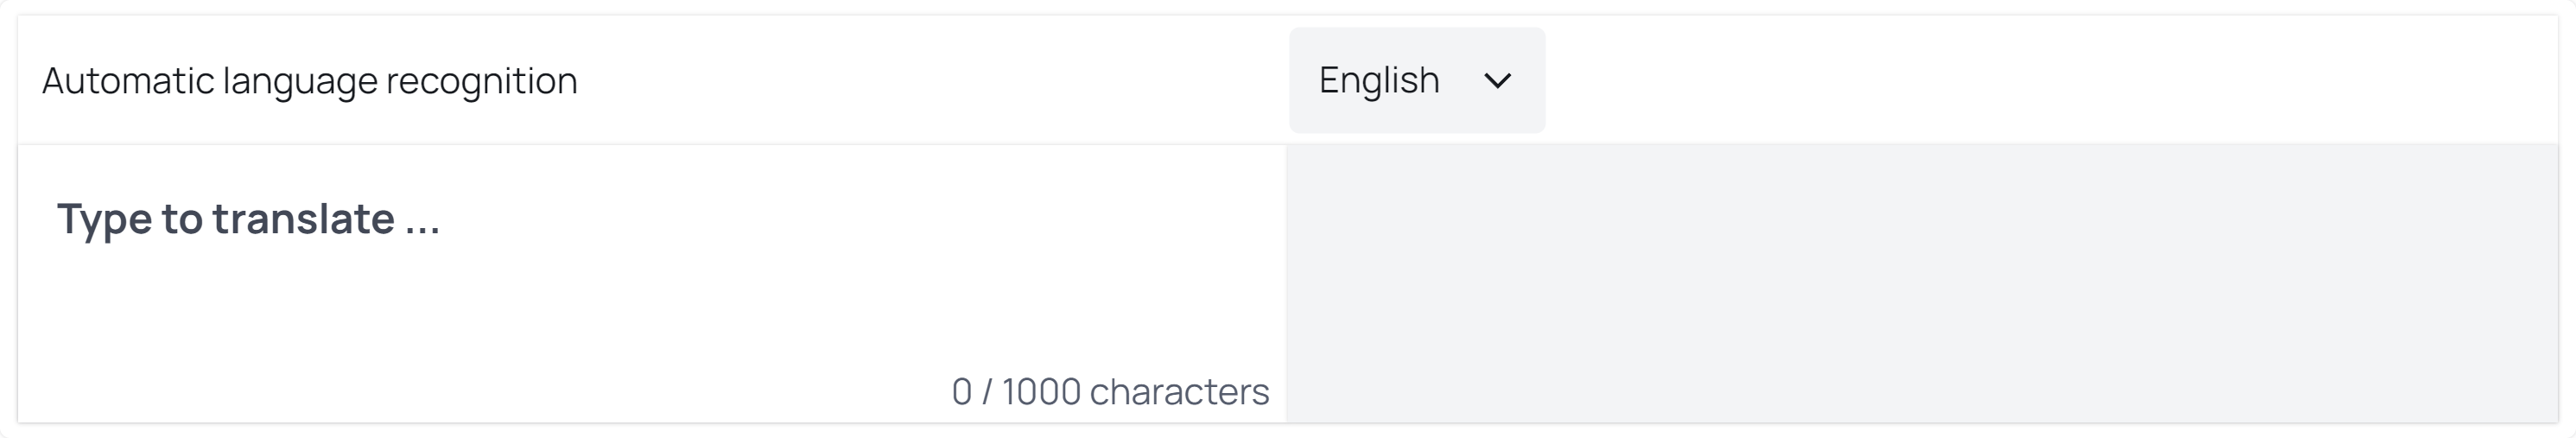 Automatic language recognition
English
Type to translate ...
0 / 1000 characters